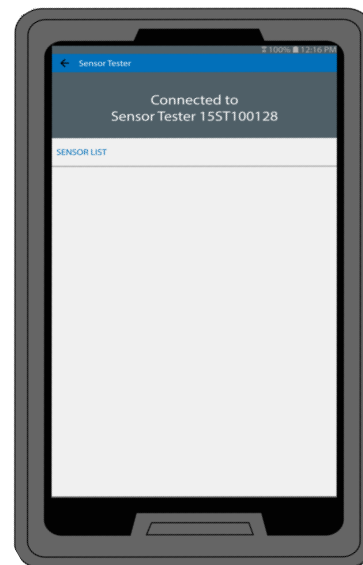 100% 12:16 PM
Sensor Tester
Connected to
Sensor Tester 15ST100128
SENSOR LIST